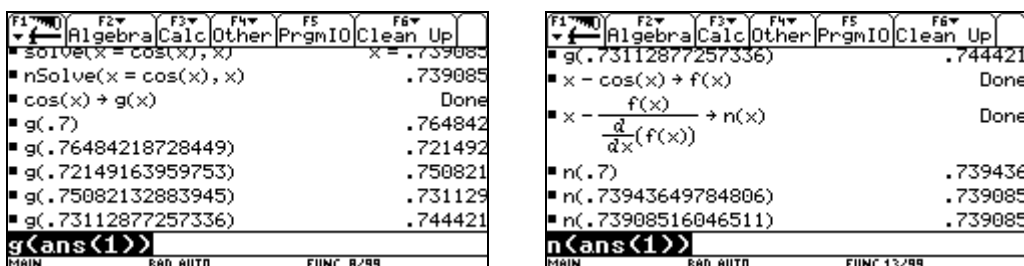 F1 F2 F3 F4 F5 F6
Algebra Calc Other PrgmIO Clean Up
solve(x = cos(x), x) x = .739085
nSolve(x = cos(x), x) .739085
cos(x) → g(x) Done
g(.7) .764842
g(.76484218728449) .721492
g(.72149163959753) .750821
g(.75082132883945) .731129
g(.73112877257336) .744421
g(ans(1))
MAIN RAD AUTO FUNC 8/99
F1 F2 F3 F4 F5 F6
Algebra Calc Other PrgmIO Clean Up
g(.73112877257336) .744421
x - cos(x) → f(x) Done
x - f(x) / d/dx(f(x)) → n(x) Done
n(.7) .739436
n(.73943649784806) .739085
n(.73908516046511) .739085
n(ans(1))
MAIN RAD AUTO FUNC 13/99